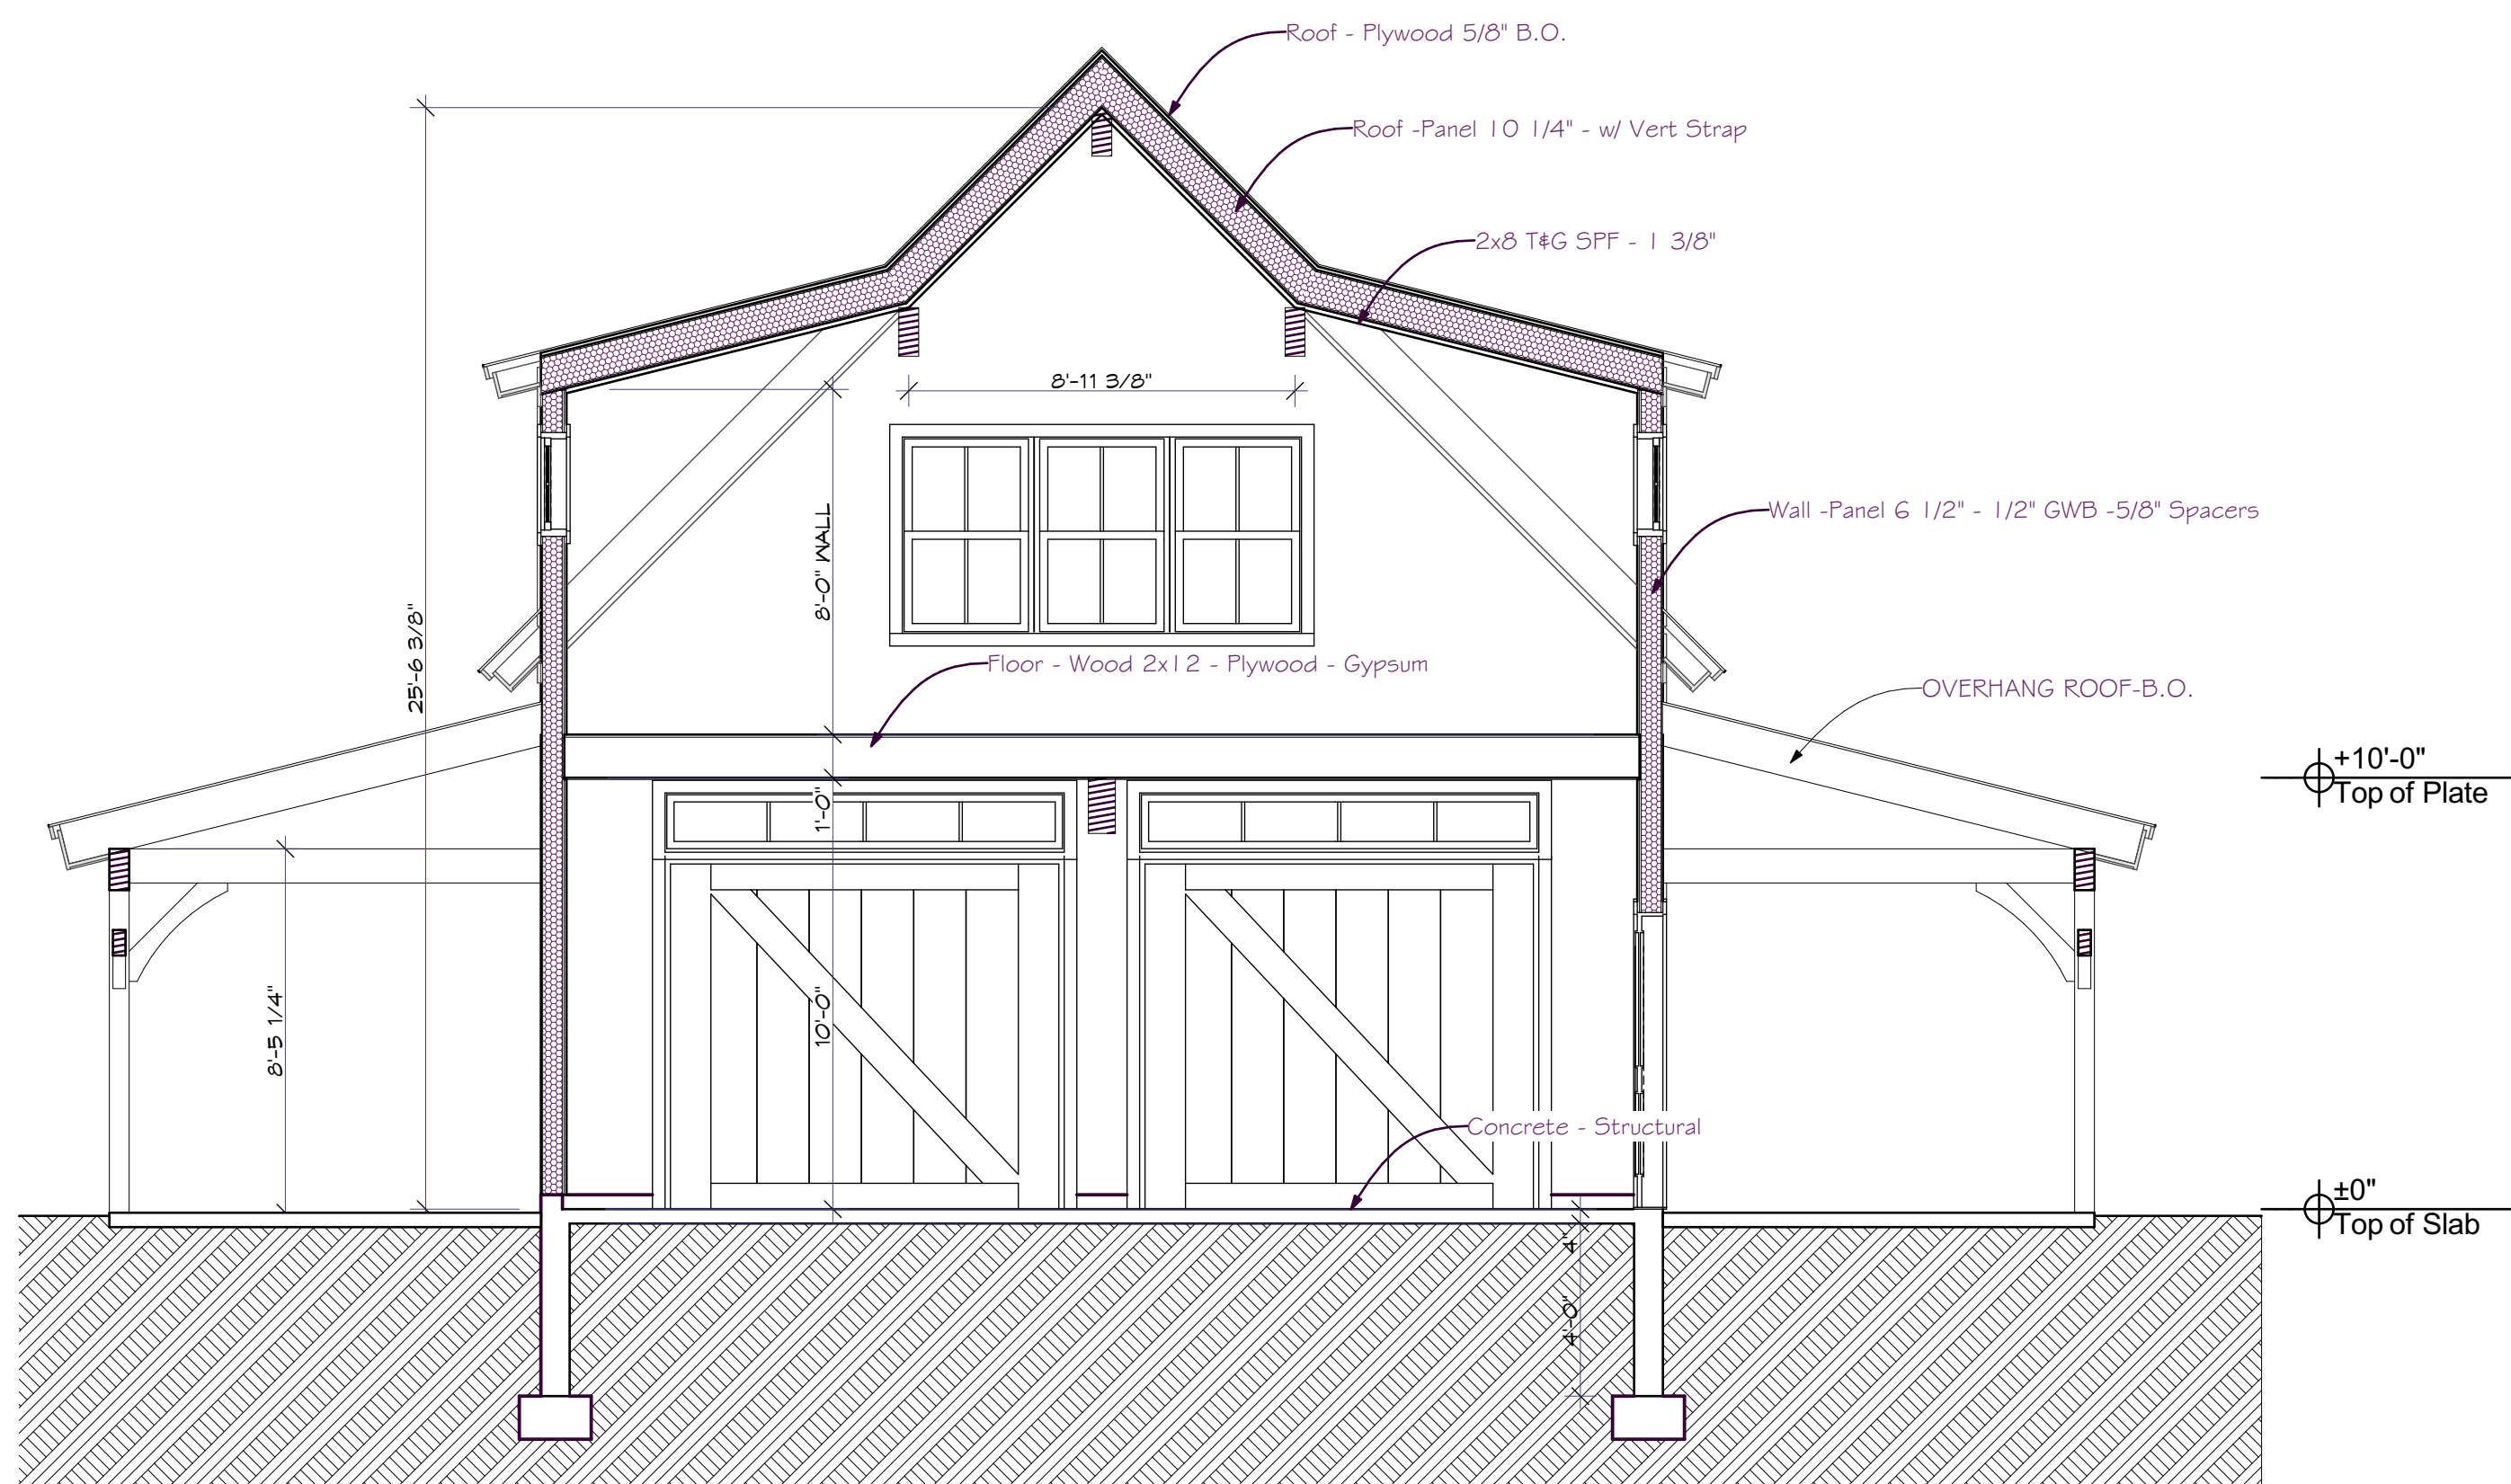 Roof - Plywood 5/8" B.O.
Roof -Panel 10 1/4" - w/ Vert Strap
2x8 T&G SPF - 1 3/8"
8'-11 3/8"
Wall -Panel 6 1/2" - 1/2" GWB -5/8" Spacers
8'-0" WALL
25'-6 3/8"
Floor - Wood 2x12 - Plywood - Gypsum
OVERHANG ROOF-B.O.
+10'-0"
Top of Plate
1'-0"
8'-5 1/4"
10'-0"
Concrete - Structural
±0"
Top of Slab
4"
4'-0"